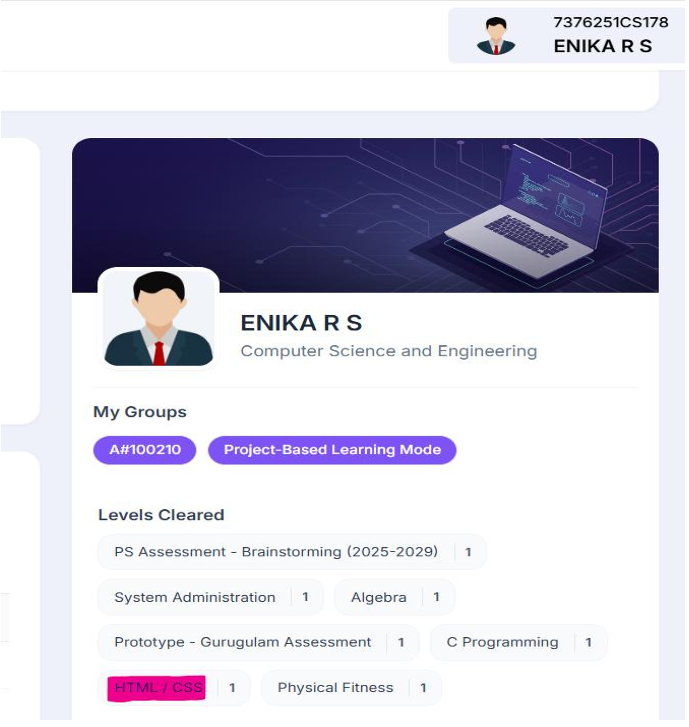 7376251CS178
ENIKA R S
ENIKA R S
Computer Science and Engineering
My Groups
A#100210 Project-Based Learning Mode
Levels Cleared
PS Assessment - Brainstorming (2025-2029) 1
System Administration 1 Algebra 1
Prototype - Gurugulam Assessment 1 C Programming 1
HTML / CSS 1 Physical Fitness 1